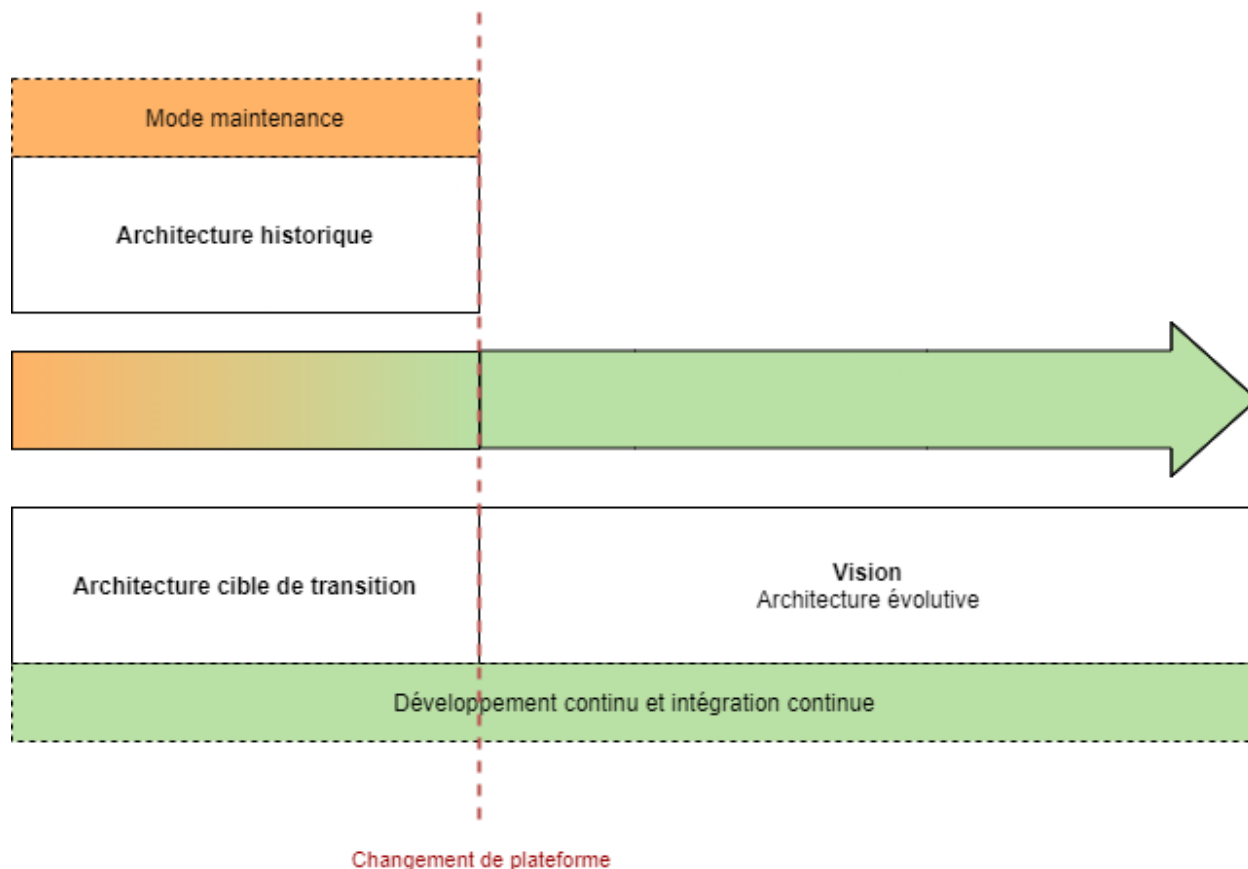 Mode maintenance
Architecture historique
Architecture cible de transition
Vision
Architecture évolutive
Développement continu et intégration continue
Changement de plateforme